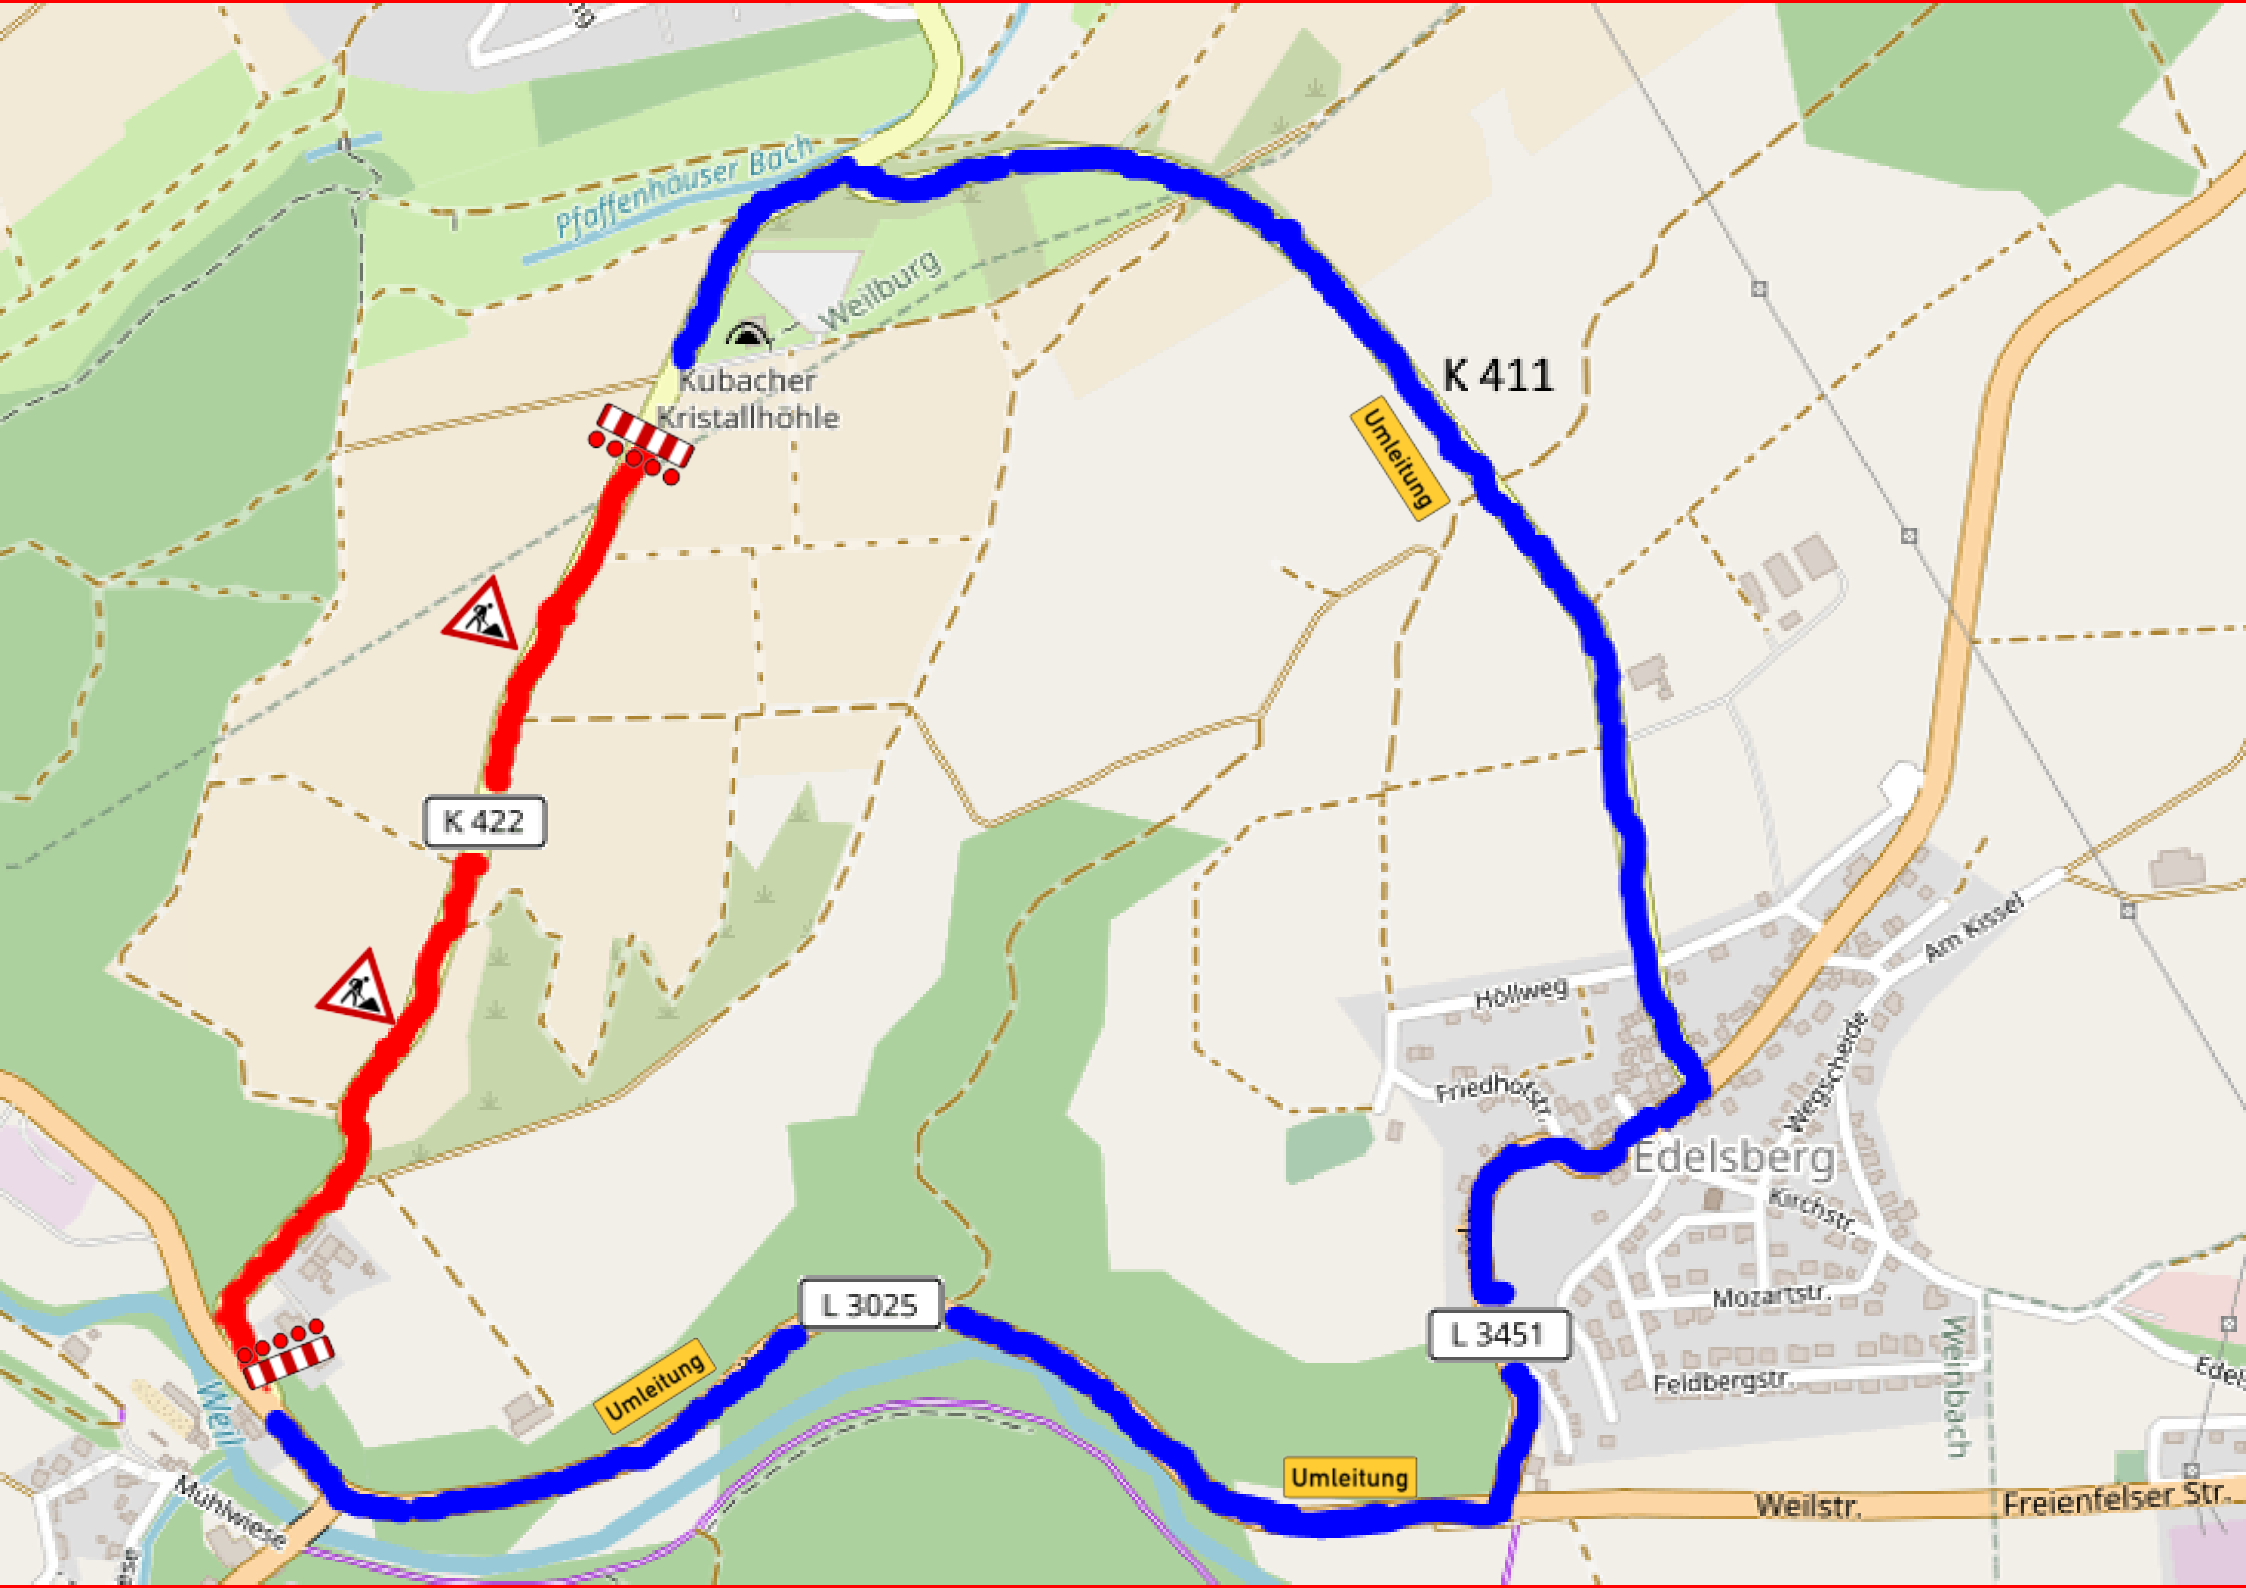 Pfaffenhäuser Bach
Weilburg
Kubacher
Kristallhöhle
K 411
Umleitung
K 422
Am Kissel
Höllweg
Wegscheide
Friedhofstr.
Edelsberg
Kirchstr.
Mozartstr.
L 3025
L 3451
Umleitung
Feldbergstr.
Weinbach
Weil
Umleitung
Mühlwiese
Weilstr.
Freienfelser Str.